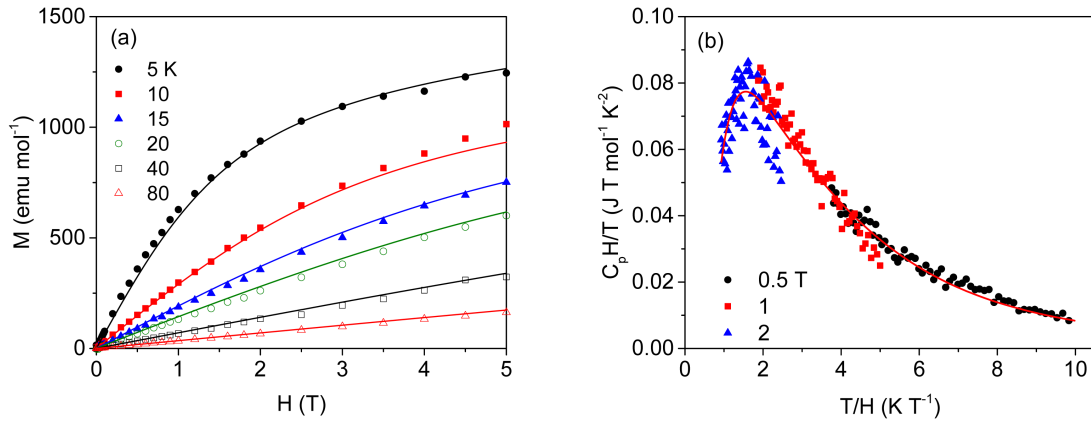 (a)
1500
1000
500
0
M (emu mol⁻¹)
5 K
10
15
20
40
80
0 1 2 3 4 5
H (T)
(b)
0.10
0.08
0.06
0.04
0.02
0.00
CₚH/T (J T mol⁻¹ K⁻²)
0.5 T
1
2
0 2 4 6 8 10
T/H (K T⁻¹)